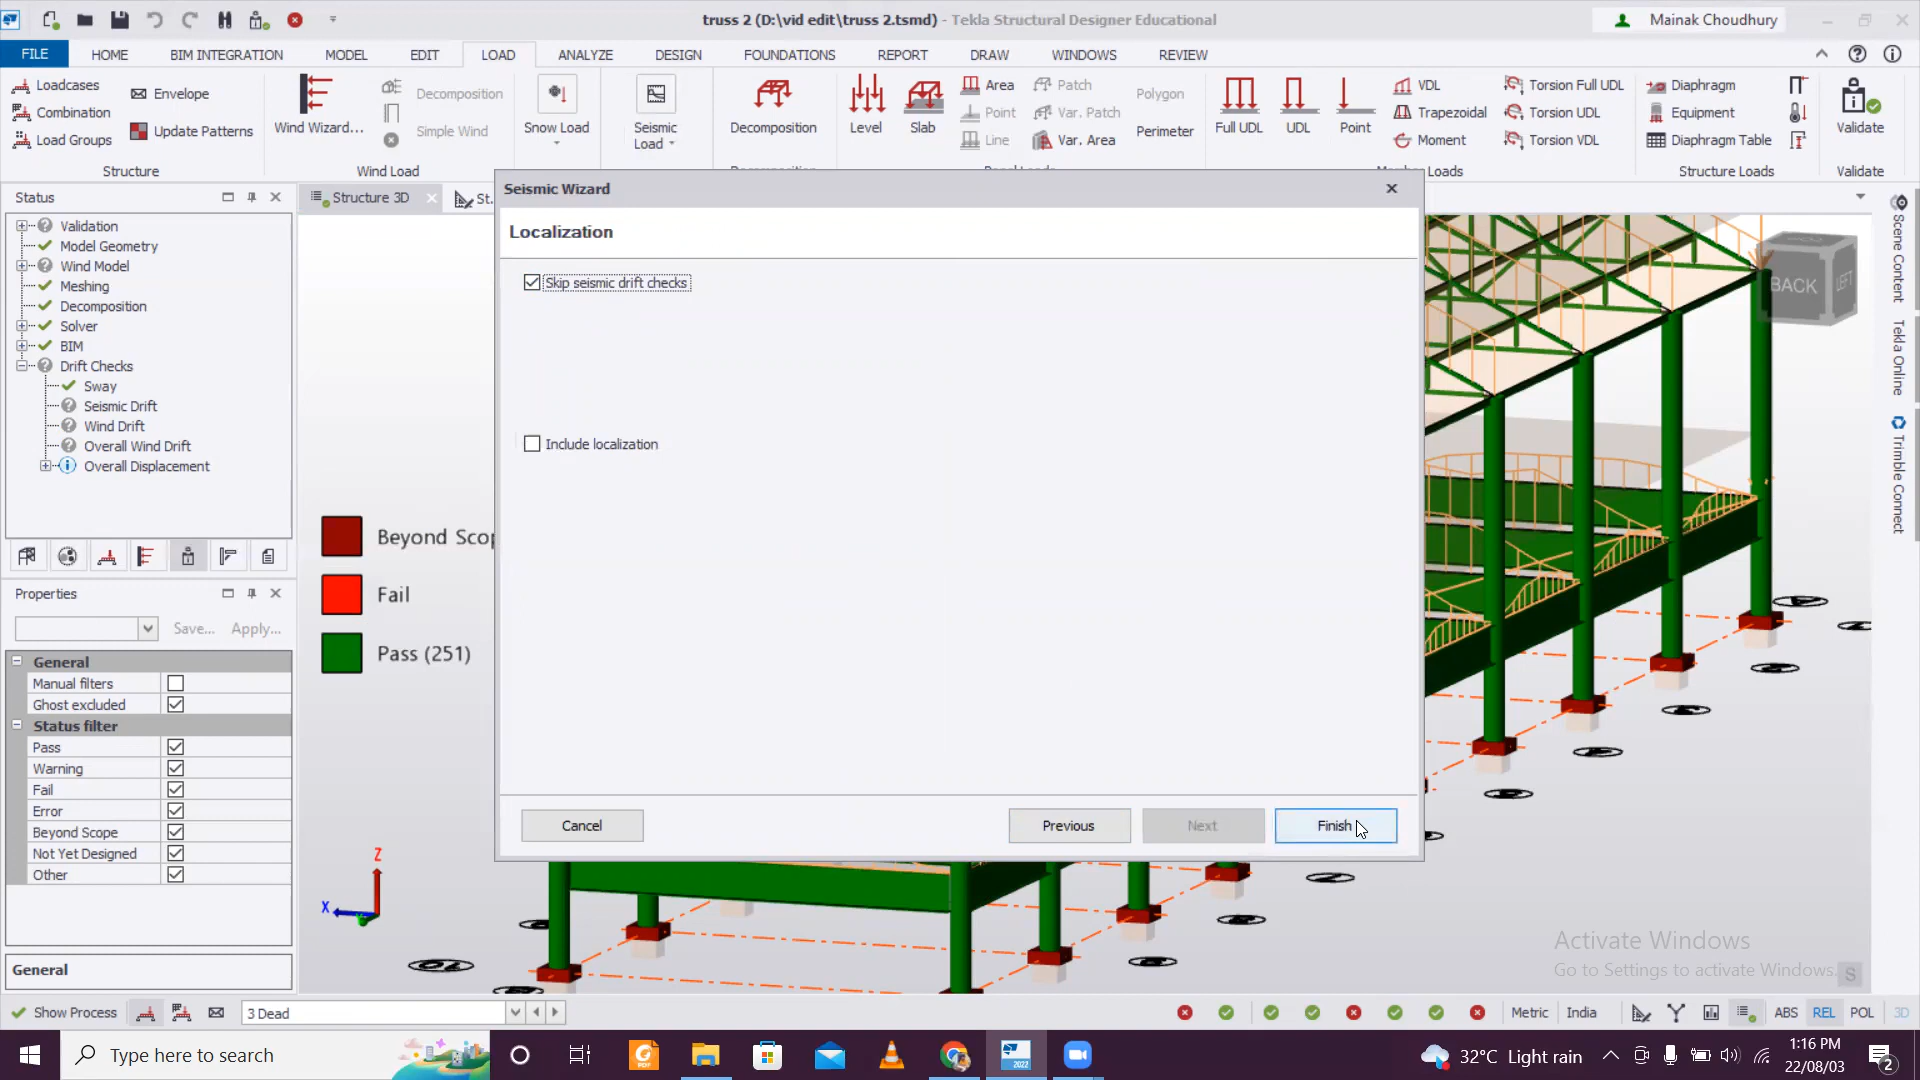 truss 2 (D:\vid edit\truss 2.tsmd) - Tekla Structural Designer Educational
Mainak Choudhury
FILE HOME BIM INTEGRATION MODEL EDIT LOAD ANALYZE DESIGN FOUNDATIONS REPORT DRAW WINDOWS REVIEW
Loadcases
Combination
Load Groups
Envelope
Update Patterns
Structure
Wind Wizard...
Decomposition
Simple Wind
Wind Load
Snow Load
Seismic Load
Decomposition
Level
Slab
Area
Point
Line
Patch
Var. Patch
Var. Area
Polygon
Perimeter
Full UDL
UDL
Point
VDL
Trapezoidal
Moment
Torsion Full UDL
Torsion UDL
Torsion VDL
Diaphragm
Equipment
Diaphragm Table
Structure Loads
Validate
Validate
Status
Validation
Model Geometry
Wind Model
Meshing
Decomposition
Solver
BIM
Drift Checks
Sway
Seismic Drift
Wind Drift
Overall Wind Drift
Overall Displacement
Structure 3D
St.
Seismic Wizard
Localization
Skip seismic drift checks
Include localization
Cancel
Previous
Next
Finish
Beyond Scop
Fail
Pass (251)
BACK
LEFT
Scene Content
Tekla Online
Trimble Connect
Properties
Save... Apply...
General
Manual filters
Ghost excluded
Status filter
Pass
Warning
Fail
Error
Beyond Scope
Not Yet Designed
Other
General
Z
X
Activate Windows
Go to Settings to activate Windows.
S
Show Process
3 Dead
Metric India
ABS REL POL 3D
Type here to search
2022
32°C Light rain
1:16 PM
22/08/03
2